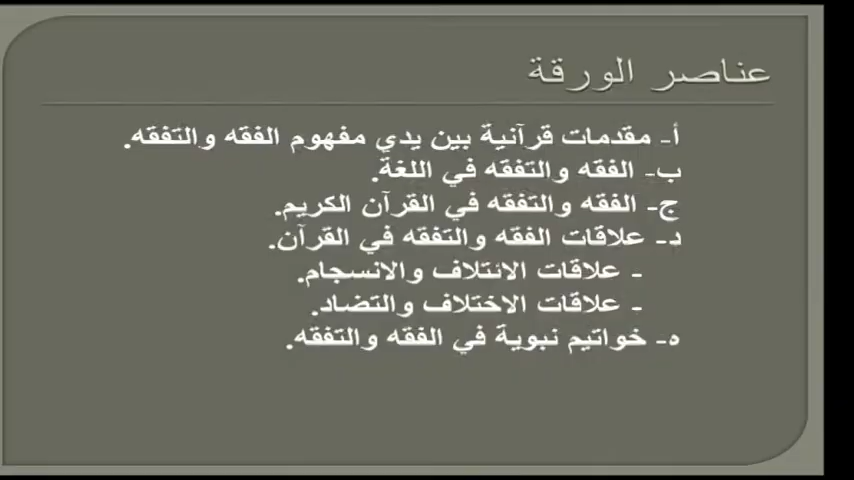 عناصر الورقة
أ- مقدمات قرآنية بين يدي مفهوم الفقه والتفقه.
ب- الفقه والتفقه في اللغة.
ج- الفقه والتفقه في القرآن الكريم.
د- علاقات الفقه والتفقه في القرآن.
- علاقات الائتلاف والانسجام.
- علاقات الاختلاف والتضاد.
ه- خواتيم نبوية في الفقه والتفقه.